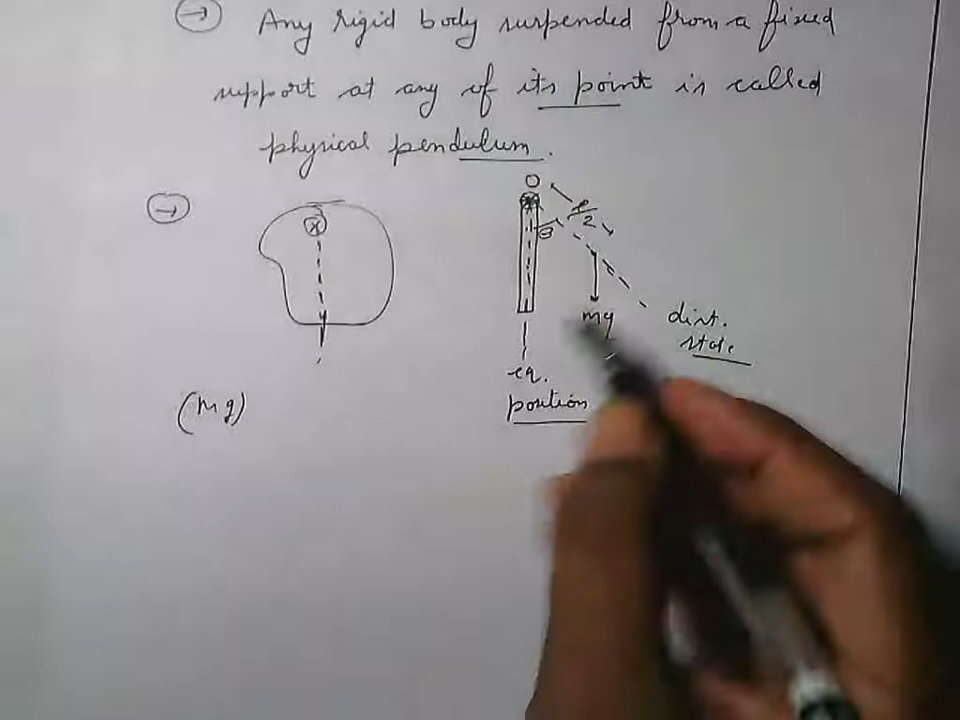 → Any rigid body suspended from a fixed
support at any of its point is called
physical pendulum.
→
O
ℓ/2
θ
mg
dist.
state
eq.
position
(mg)